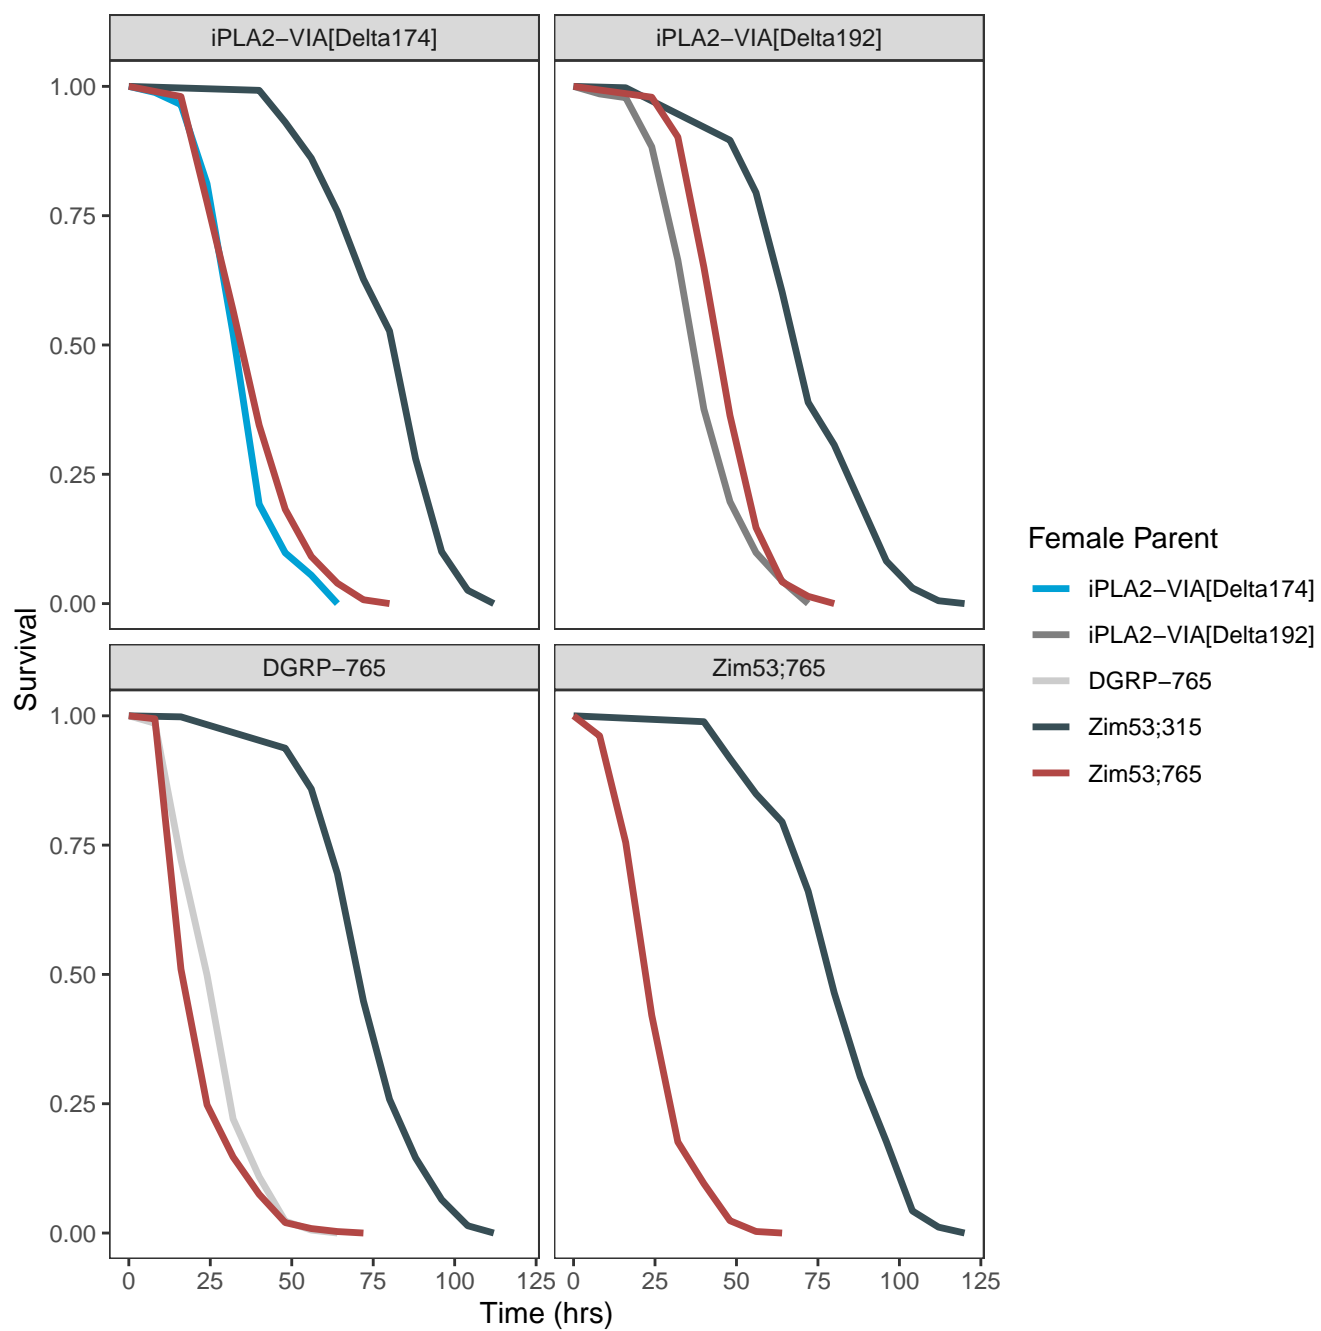 iPLA2−VIA[Delta174]
iPLA2−VIA[Delta192]
1.00
0.75
0.50
0.25
0.00
DGRP−765
Zim53;765
1.00
0.75
0.50
0.25
0.00
0 25 50 75 100 125
0 25 50 75 100 125
Time (hrs)
Survival
Female Parent
iPLA2−VIA[Delta174]
iPLA2−VIA[Delta192]
DGRP−765
Zim53;315
Zim53;765